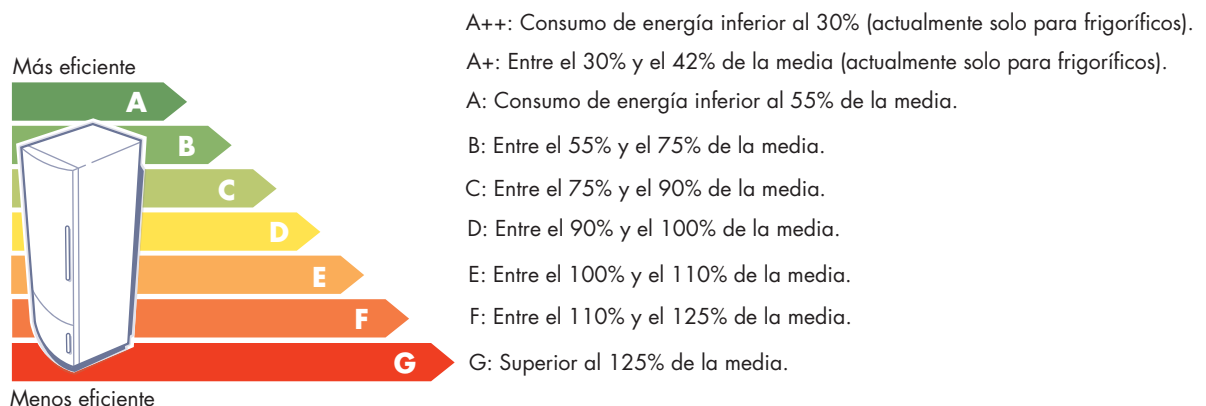 A++: Consumo de energía inferior al 30% (actualmente solo para frigoríficos).
Más eficiente
A+: Entre el 30% y el 42% de la media (actualmente solo para frigoríficos).
A
A: Consumo de energía inferior al 55% de la media.
B
B: Entre el 55% y el 75% de la media.
C
C: Entre el 75% y el 90% de la media.
D
D: Entre el 90% y el 100% de la media.
E
E: Entre el 100% y el 110% de la media.
F
F: Entre el 110% y el 125% de la media.
G
G: Superior al 125% de la media.
Menos eficiente